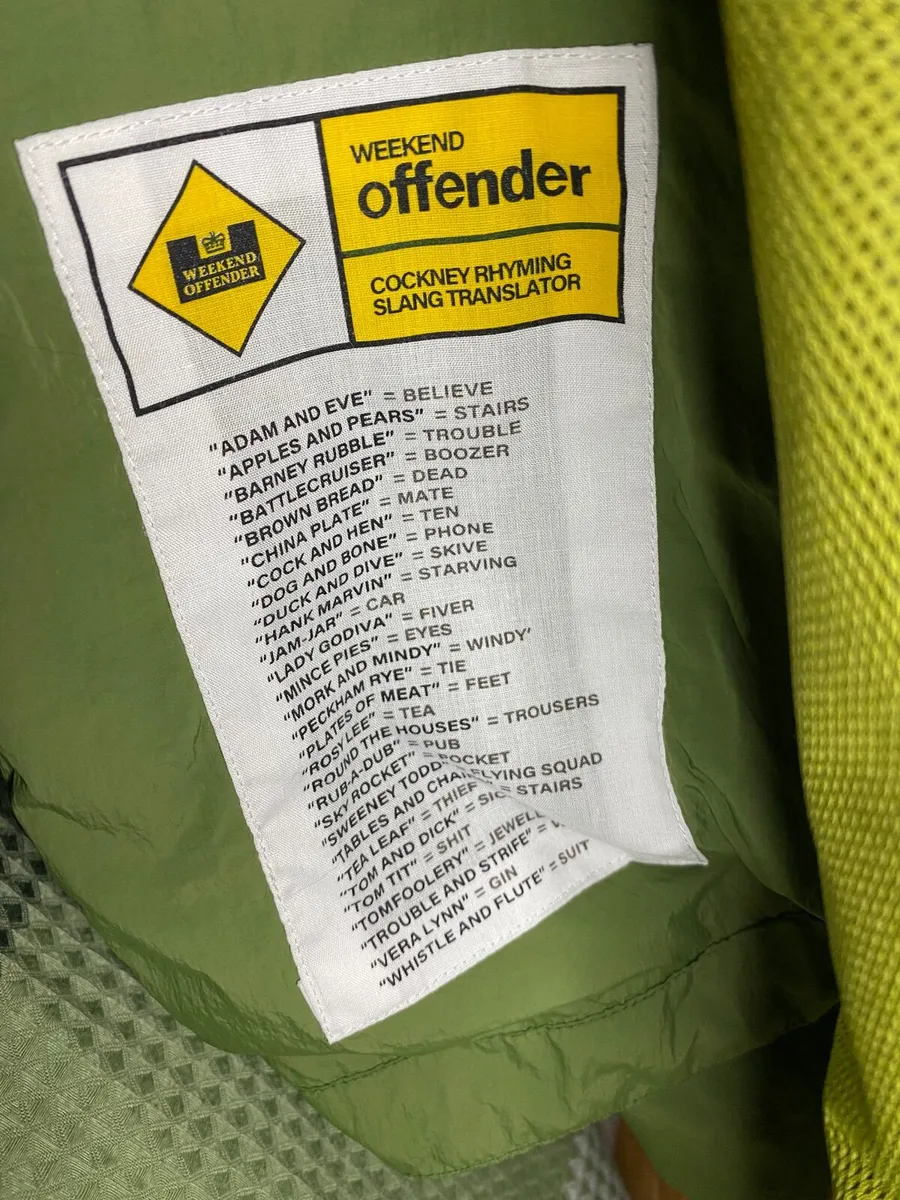 WEEKEND
OFFENDER
WEEKEND
offender
COCKNEY RHYMING
SLANG TRANSLATOR
"ADAM AND EVE" = BELIEVE
"APPLES AND PEARS" = STAIRS
"BARNEY RUBBLE" = TROUBLE
"BATTLECRUISER" = BOOZER
"BROWN BREAD" = DEAD
"CHINA PLATE" = MATE
"COCK AND HEN" = TEN
"DOG AND BONE" = PHONE
"DUCK AND DIVE" = SKIVE
"HANK MARVIN" = STARVING
"JAM-JAR" = CAR
"LADY GODIVA" = FIVER
"MINCE PIES" = EYES
"MORK AND MINDY" = WINDY'
"PECKHAM RYE" = TIE
"PLATES OF MEAT" = FEET
"ROSY LEE" = TEA
"ROUND THE HOUSES" = TROUSERS
"RUB-A-DUB" = PUB
"SKY ROCKET" = POCKET
"SWEENEY TODD FLYING SQUAD
"TABLES AND STAIRS
"TEA LEAF" = THIEF
"TOM AND DICK" =
"TOM TIT" = SHIT
"TOMFOOLERY" =
"TROUBLE AND STRIFE" =
"VERA LYNN" = GIN
"WHISTLE AND FLUTE" = SUIT